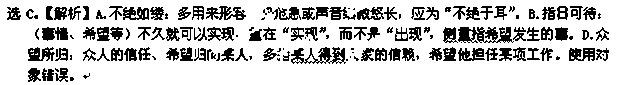 选 C。【解析】A.不绝如缕：多用来形容 危急或声音细微悠长，应为“不绝于耳”。B.指日可待：
（事情、希望等）不久就可以实现 重在“实现”，而不是“出现”，侧重指希望发生的事。D.众
望所归：众人的信任、希望归向某人，多指某人得到 家的信赖，希望他担任某项工作。使用对
象错误。